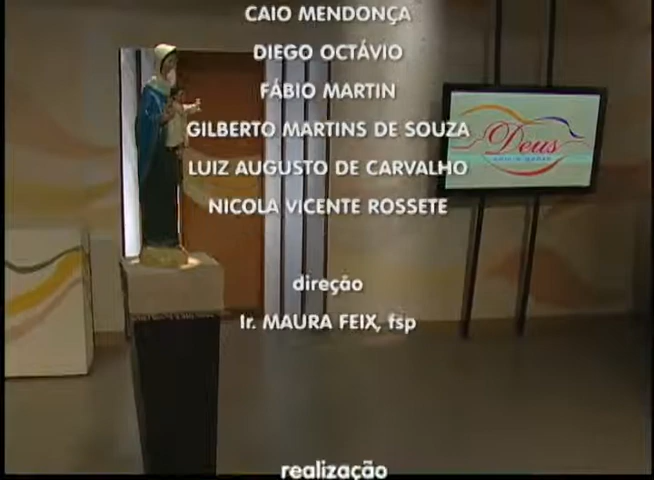 CAIO MENDONÇA
DIEGO OCTÁVIO
FÁBIO MARTIN
GILBERTO MARTINS DE SOUZA
LUIZ AUGUSTO DE CARVALHO
NICOLA VICENTE ROSSETE
direção
Ir. MAURA FEIX, fsp
realização
Deus